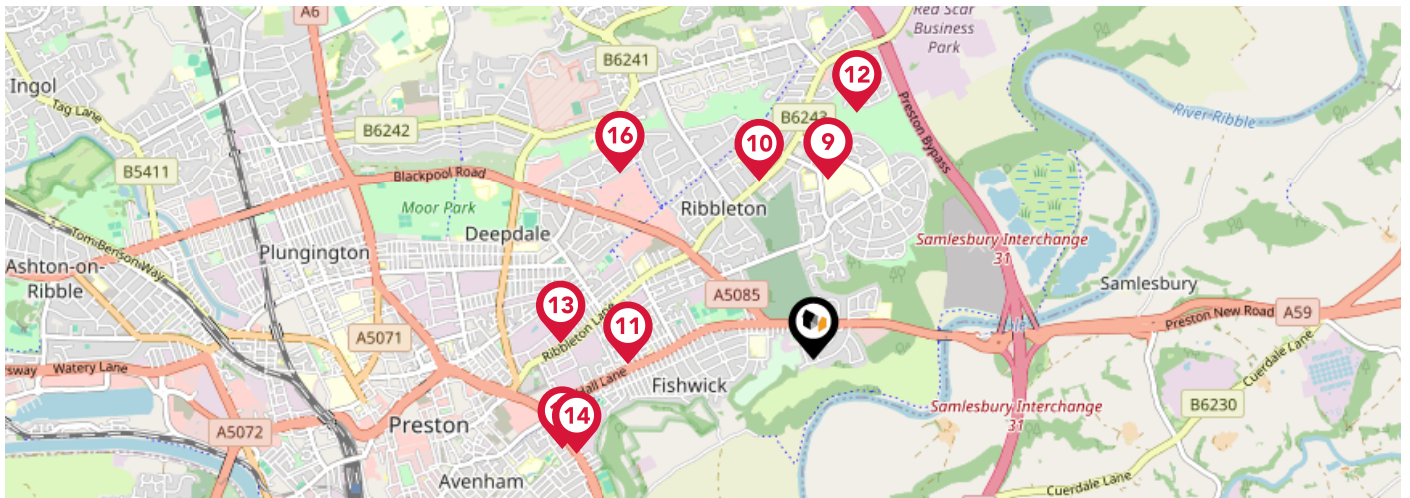 A6
Red Scar
Business
Park
B6241
Ingol
12
Tag Lane
River Ribble
Preston Bypass
B6243
B6242
16
10
9
B5411
Blackpool Road
Moor Park
Ribbleton
Deepdale
Tom Benson Way
Plungington
Samlesbury Interchange
31
Ashton-on-
Ribble
Samlesbury
A5085
13
11
Ribbleton Lane
Preston New Road
A59
A5071
Cuerdale Lane
Watery Lane
Hall Lane
Fishwick
14
Samlesbury Interchange
31
B6230
Preston
A5072
Avenham
Cuerdale Lane